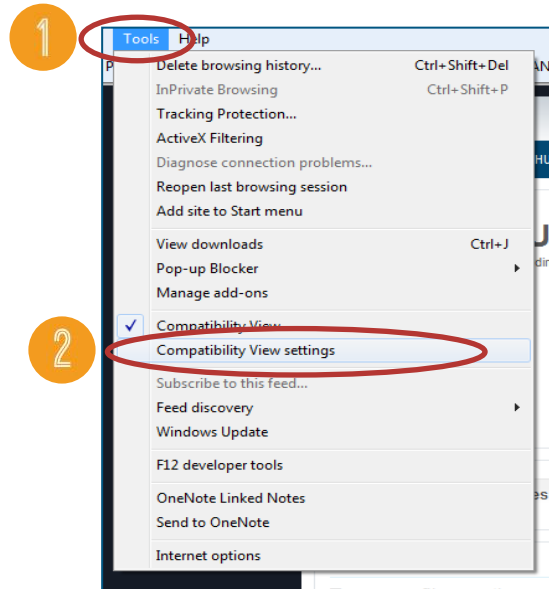 1
Tools Help
Delete browsing history... Ctrl+Shift+Del
InPrivate Browsing Ctrl+Shift+P
Tracking Protection...
ActiveX Filtering
Diagnose connection problems...
Reopen last browsing session
Add site to Start menu
View downloads Ctrl+J
Pop-up Blocker
Manage add-ons
Compatibility View
2
Compatibility View settings
Subscribe to this feed...
Feed discovery
Windows Update
F12 developer tools
OneNote Linked Notes
Send to OneNote
Internet options